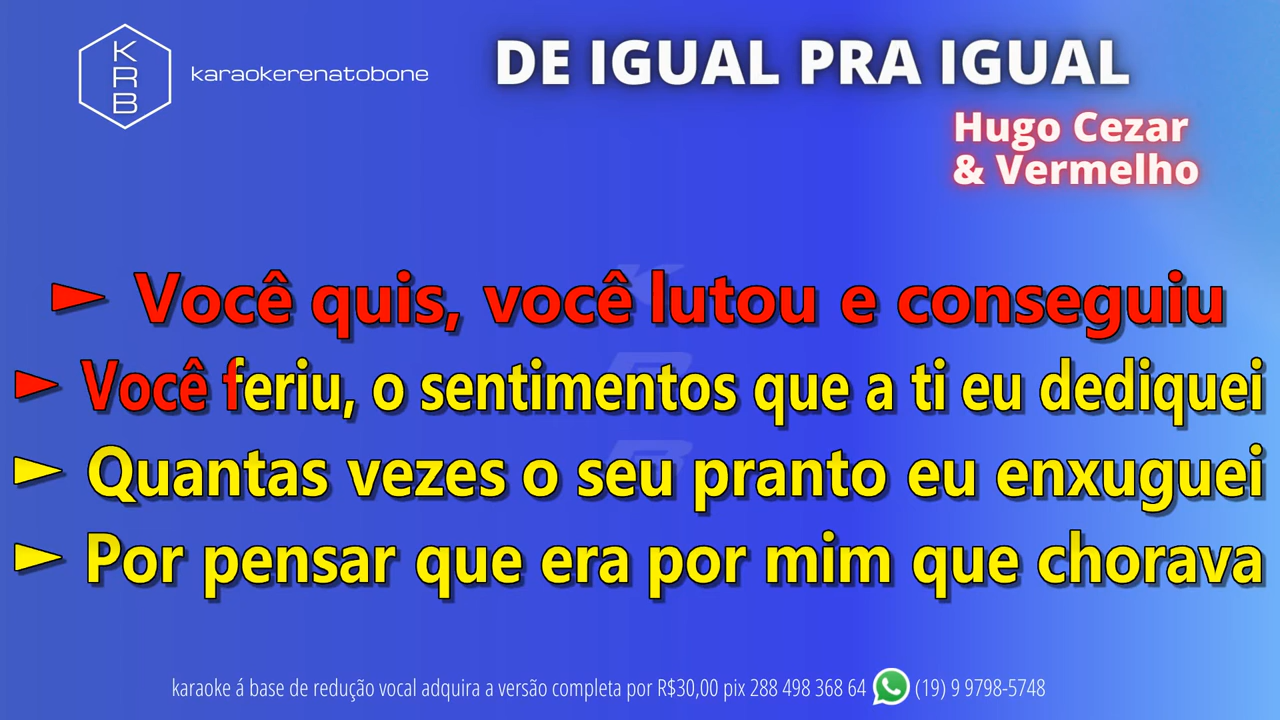 KRB
karaokerenatobone
DE IGUAL PRA IGUAL
Hugo Cezar
& Vermelho
► Você quis, você lutou e conseguiu
► Você feriu, o sentimentos que a ti eu dediquei
► Quantas vezes o seu pranto eu enxuguei
► Por pensar que era por mim que chorava
KRB
karaoke á base de redução vocal adquira a versão completa por R$30,00 pix 288 498 368 64 (19) 9 9798-5748